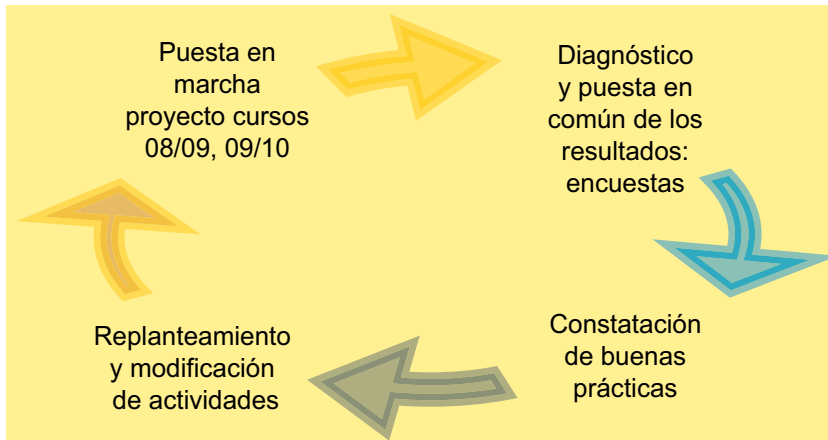 Puesta en
marcha
proyecto cursos
08/09, 09/10
Diagnóstico
y puesta en
común de los
resultados:
encuestas
Constatación
de buenas
prácticas
Replanteamiento
y modificación
de actividades